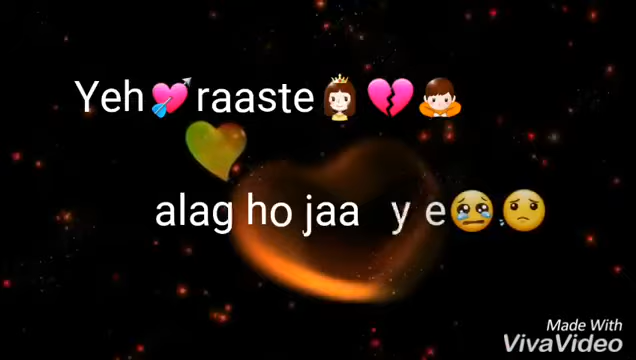 Yeh💘raaste👸💔🙇
alag ho jaa y e😢😟
Made With
VivaVideo